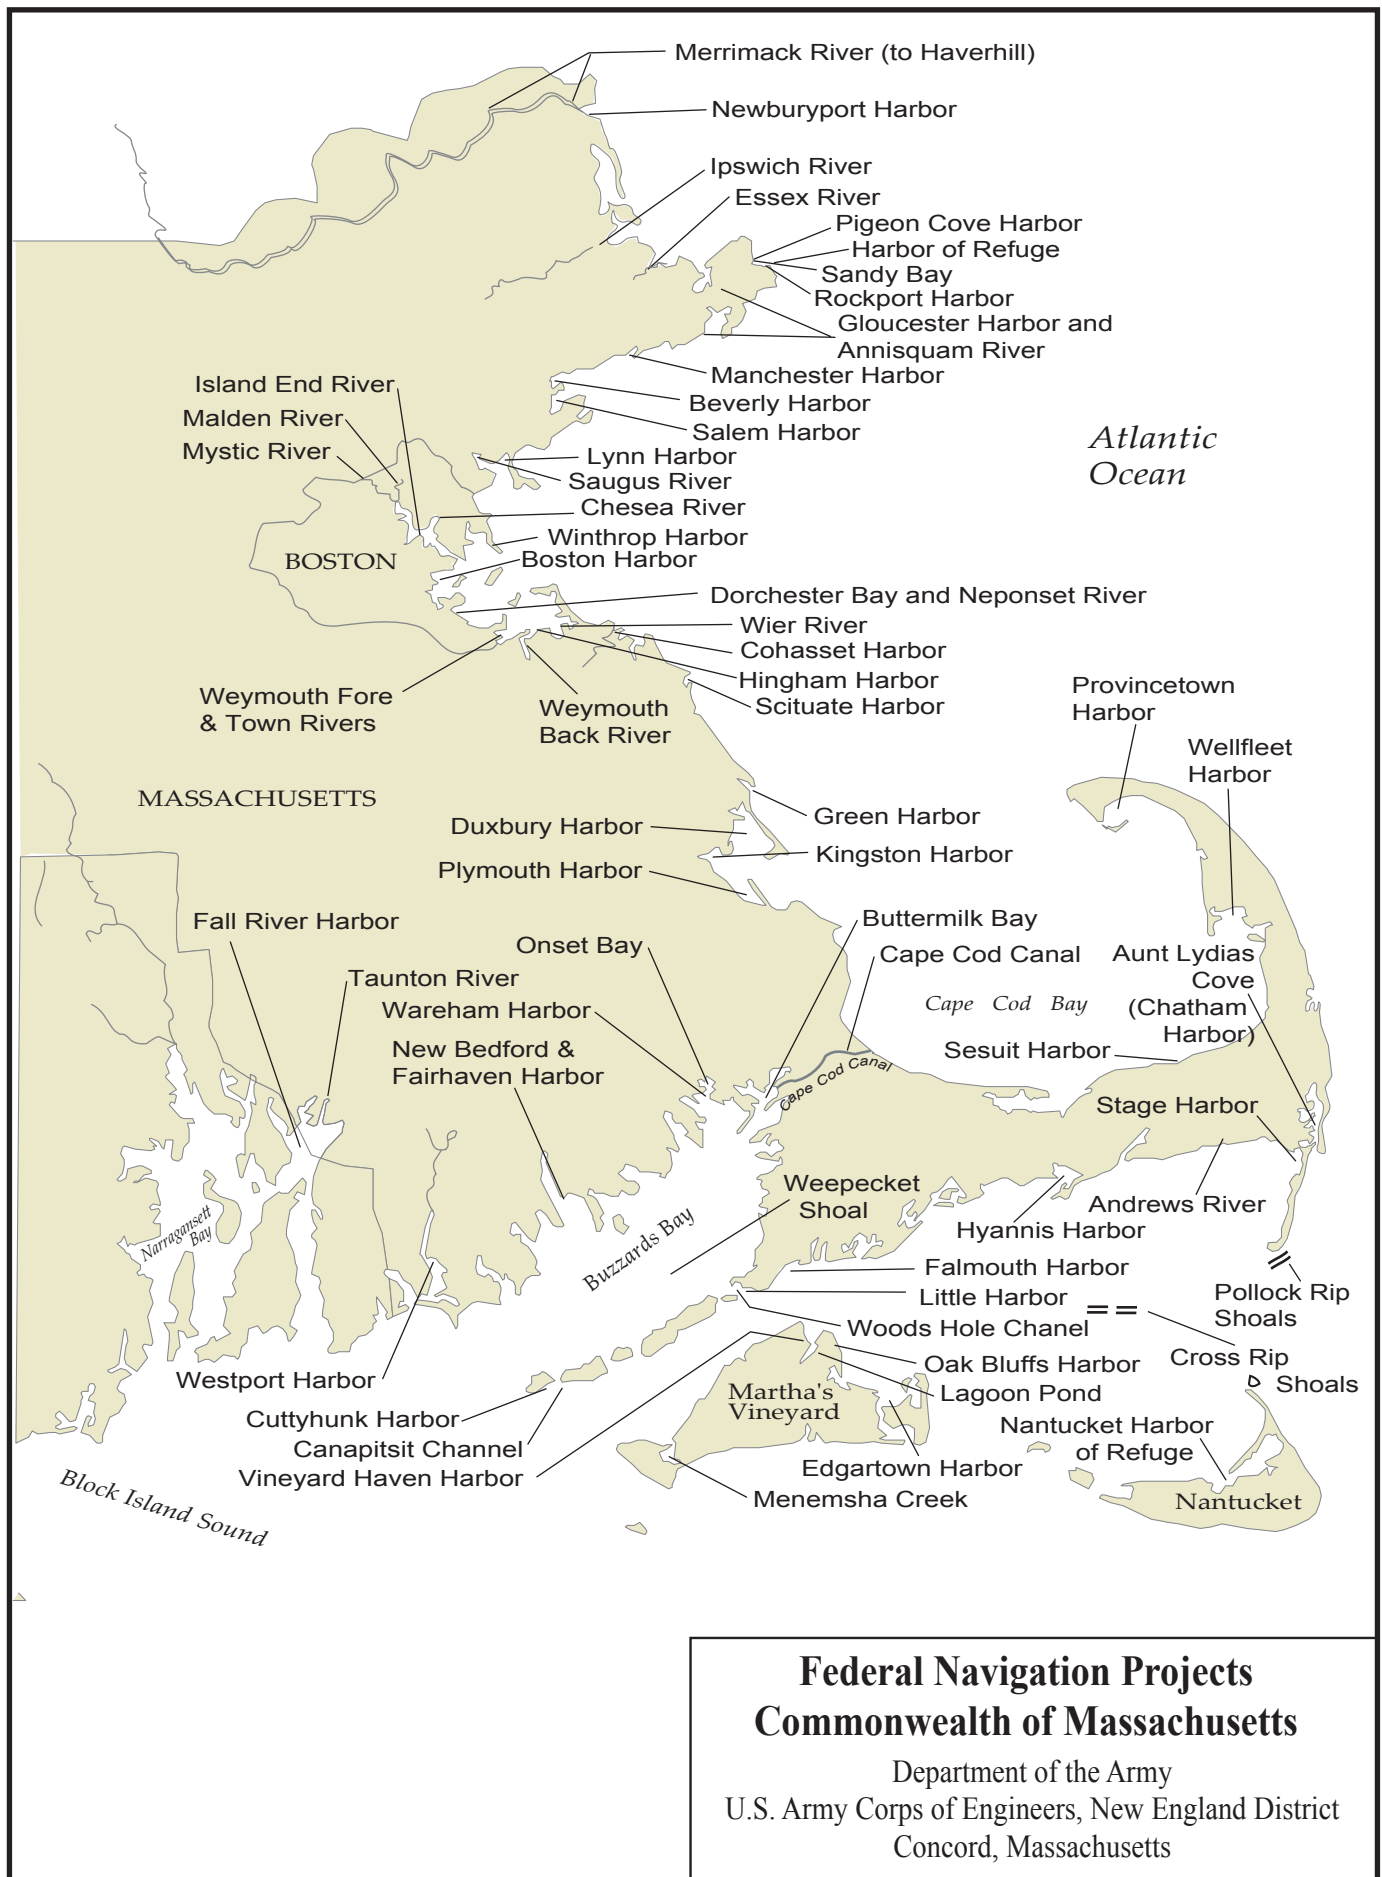 Merrimack River (to Haverhill)
Newburyport Harbor
Ipswich River
Essex River
Pigeon Cove Harbor
Harbor of Refuge
Sandy Bay
Rockport Harbor
Gloucester Harbor and
Annisquam River
Manchester Harbor
Island End River
Beverly Harbor
Malden River
Salem Harbor
Mystic River
Atlantic
Ocean
Lynn Harbor
Saugus River
Chesea River
Winthrop Harbor
BOSTON
Boston Harbor
Dorchester Bay and Neponset River
Wier River
Cohasset Harbor
Hingham Harbor
Scituate Harbor
Weymouth Fore
& Town Rivers
Weymouth
Back River
Provincetown
Harbor
Wellfleet
Harbor
MASSACHUSETTS
Green Harbor
Duxbury Harbor
Kingston Harbor
Plymouth Harbor
Fall River Harbor
Buttermilk Bay
Onset Bay
Cape Cod Canal
Aunt Lydias
Cove
(Chatham
Harbor)
Taunton River
Wareham Harbor
Cape Cod Bay
New Bedford &
Fairhaven Harbor
Sesuit Harbor
Cape Cod Canal
Stage Harbor
Weepecket
Shoal
Andrews River
Hyannis Harbor
Narragansett
Bay
Buzzards Bay
Falmouth Harbor
Little Harbor
Pollock Rip
Shoals
Woods Hole Chanel
Oak Bluffs Harbor
Cross Rip
Shoals
Westport Harbor
Lagoon Pond
Martha's
Vineyard
Cuttyhunk Harbor
Nantucket Harbor
of Refuge
Canapitsit Channel
Vineyard Haven Harbor
Edgartown Harbor
Menemsha Creek
Nantucket
Block Island Sound
Federal Navigation Projects
Commonwealth of Massachusetts
Department of the Army
U.S. Army Corps of Engineers, New England District
Concord, Massachusetts